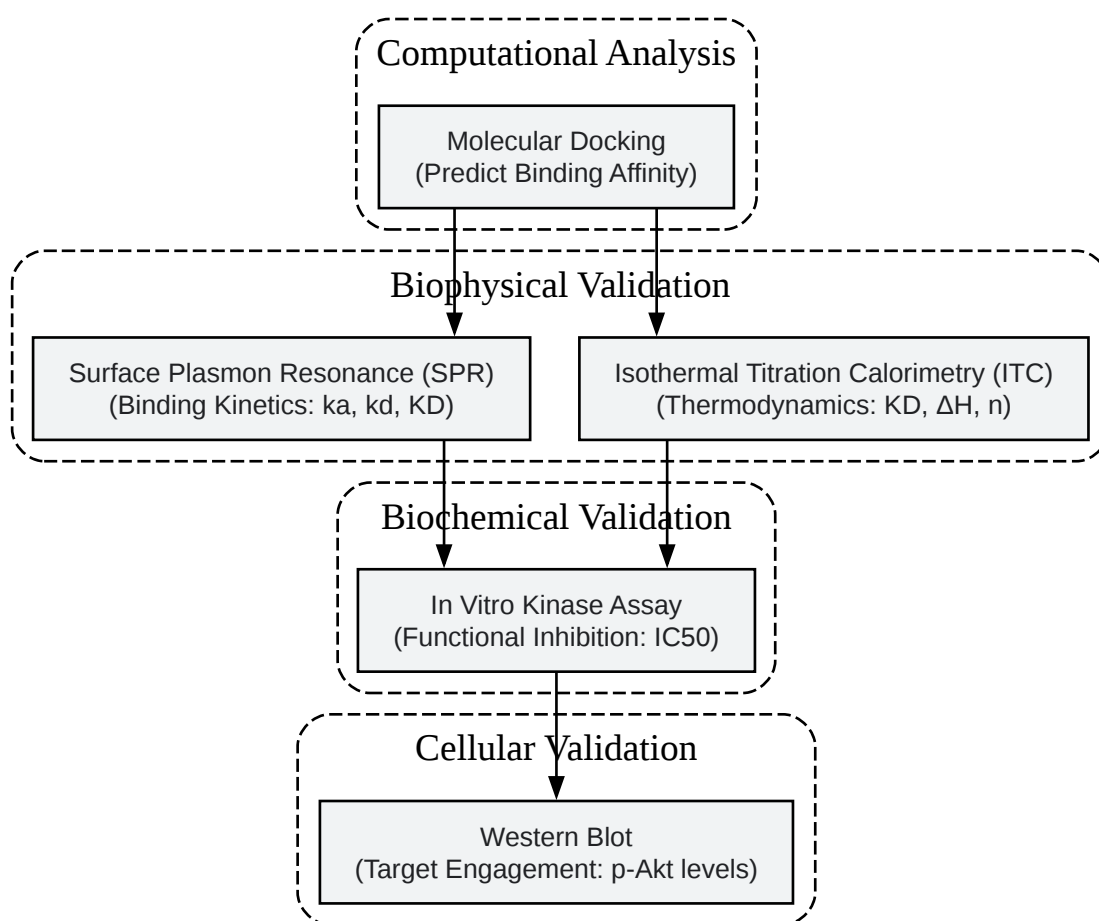 Computational Analysis
Molecular Docking
(Predict Binding Affinity)
Biophysical Validation
Surface Plasmon Resonance (SPR)
(Binding Kinetics: ka, kd, KD)
Isothermal Titration Calorimetry (ITC)
(Thermodynamics: KD, ΔH, n)
Biochemical Validation
In Vitro Kinase Assay
(Functional Inhibition: IC50)
Cellular Validation
Western Blot
(Target Engagement: p-Akt levels)